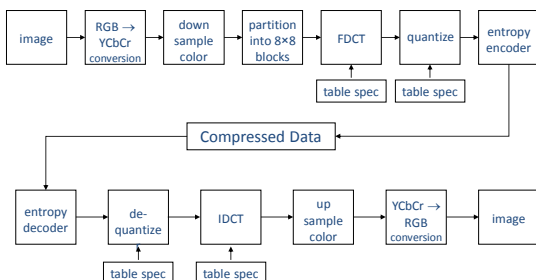 image
RGB →
YCbCr
conversion
down
sample
color
partition
into 8×8
blocks
FDCT
quantize
entropy
encoder
table spec
table spec
Compressed Data
entropy
decoder
de-
quantize
IDCT
up
sample
color
YCbCr →
RGB
conversion
image
table spec
table spec